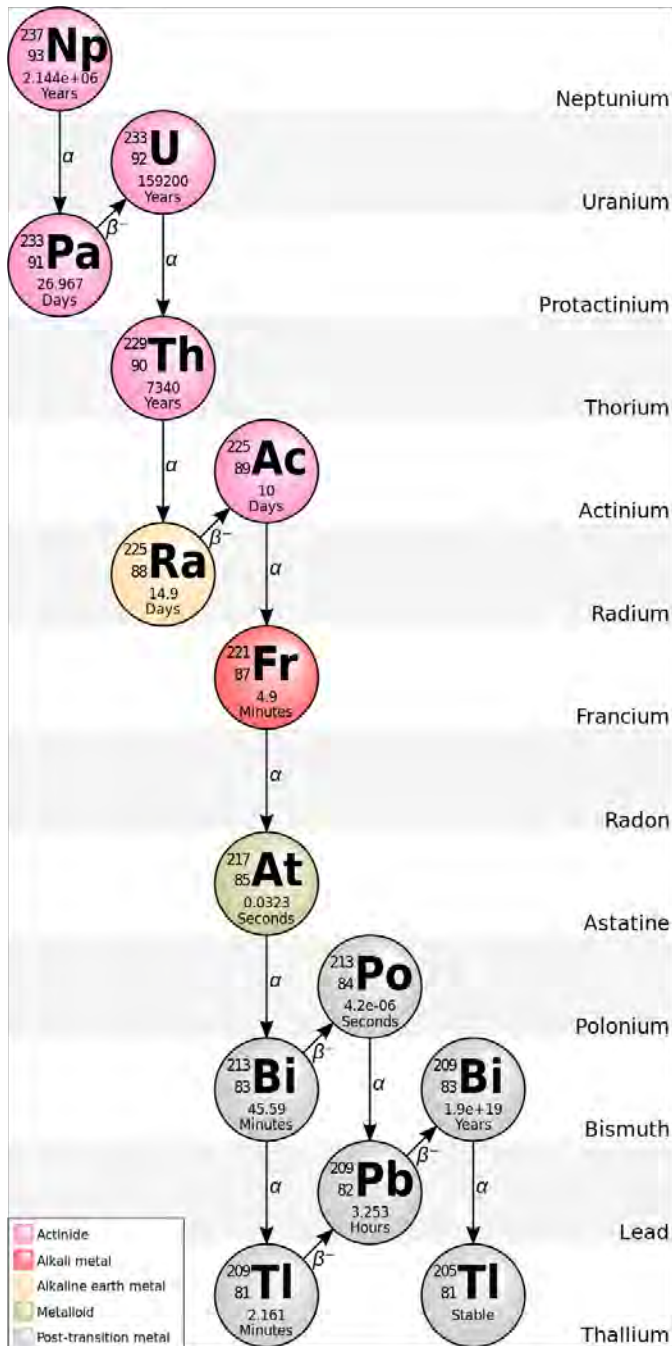 237
93
Np
2.144e+06
Years
Neptunium
α
233
92
U
159200
Years
Uranium
β⁻
233
91
Pa
26.967
Days
α
Protactinium
229
90
Th
7340
Years
Thorium
α
225
89
Ac
10
Days
Actinium
β⁻
225
88
Ra
14.9
Days
α
Radium
221
87
Fr
4.9
Minutes
Francium
α
Radon
217
85
At
0.0323
Seconds
Astatine
α
213
84
Po
4.2e-06
Seconds
Polonium
β⁻
213
83
Bi
45.59
Minutes
α
209
83
Bi
1.9e+19
Years
Bismuth
β⁻
α
209
82
Pb
3.253
Hours
α
Lead
β⁻
209
81
Tl
2.161
Minutes
205
81
Tl
Stable
Thallium
Actinide
Alkali metal
Alkaline earth metal
Metalloid
Post-transition metal